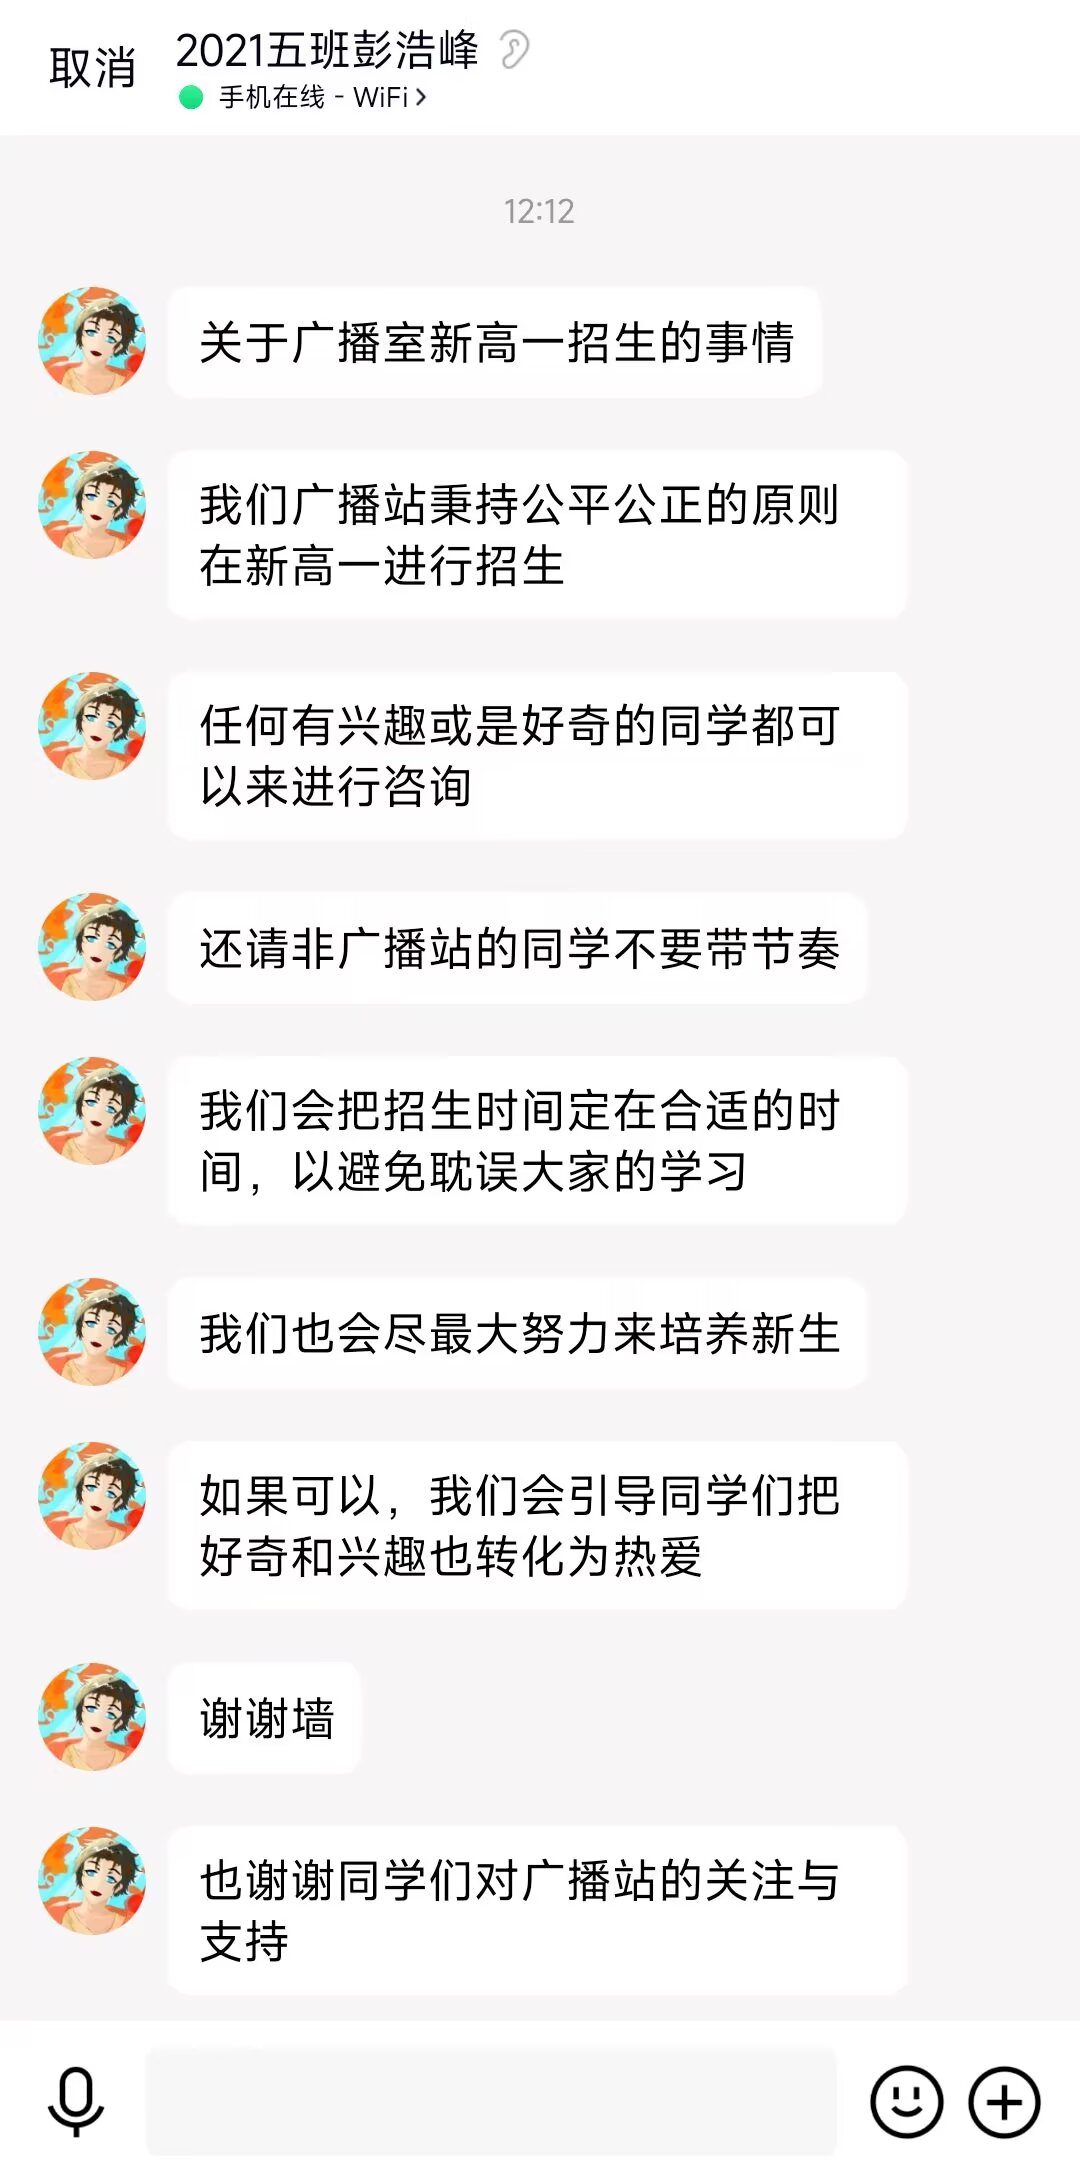 取消
2021五班彭浩峰
手机在线 - WiFi
12:12
关于广播室新高一招生的事情
我们广播站秉持公平公正的原则
在新高一进行招生
任何有兴趣或是好奇的同学都可
以来进行咨询
还请非广播站的同学不要带节奏
我们会把招生时间定在合适的时
间，以避免耽误大家的学习
我们也会尽最大努力来培养新生
如果可以，我们会引导同学们把
好奇和兴趣也转化为热爱
谢谢墙
也谢谢同学们对广播站的关注与
支持